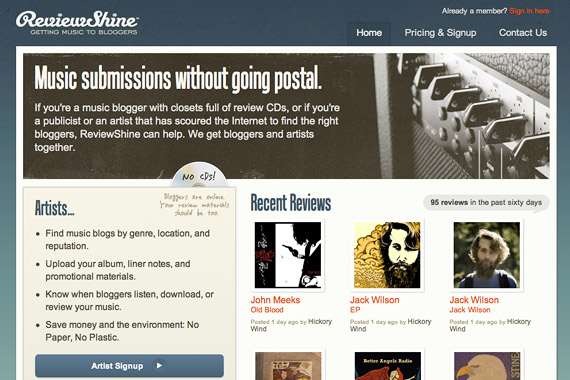 ReviewShine
GETTING MUSIC TO BLOGGERS
Already a member? Sign in here
Home
Pricing & Signup
Contact Us
Music submissions without going postal.
If you're a music blogger with closets full of review CDs, or if you're
a publicist or an artist that has scoured the Internet to find the right
bloggers, ReviewShine can help. We get bloggers and artists
together.
NO CDs!
Bloggers are online.
Your review materials
should be too.
Artists...
• Find music blogs by genre, location, and
reputation.
• Upload your album, liner notes, and
promotional materials.
• Know when bloggers listen, download, or
review your music.
• Save money and the environment: No
Paper, No Plastic.
Artist Signup
Recent Reviews
95 reviews in the past sixty days
John Meeks
Old Blood
Posted 1 day ago by Hickory
Wind
Jack Wilson
EP
Posted 1 day ago by Hickory
Wind
Jack Wilson
Jack Wilson
Posted 1 day ago by Hickory
Wind
Better Angels Radio
STINE